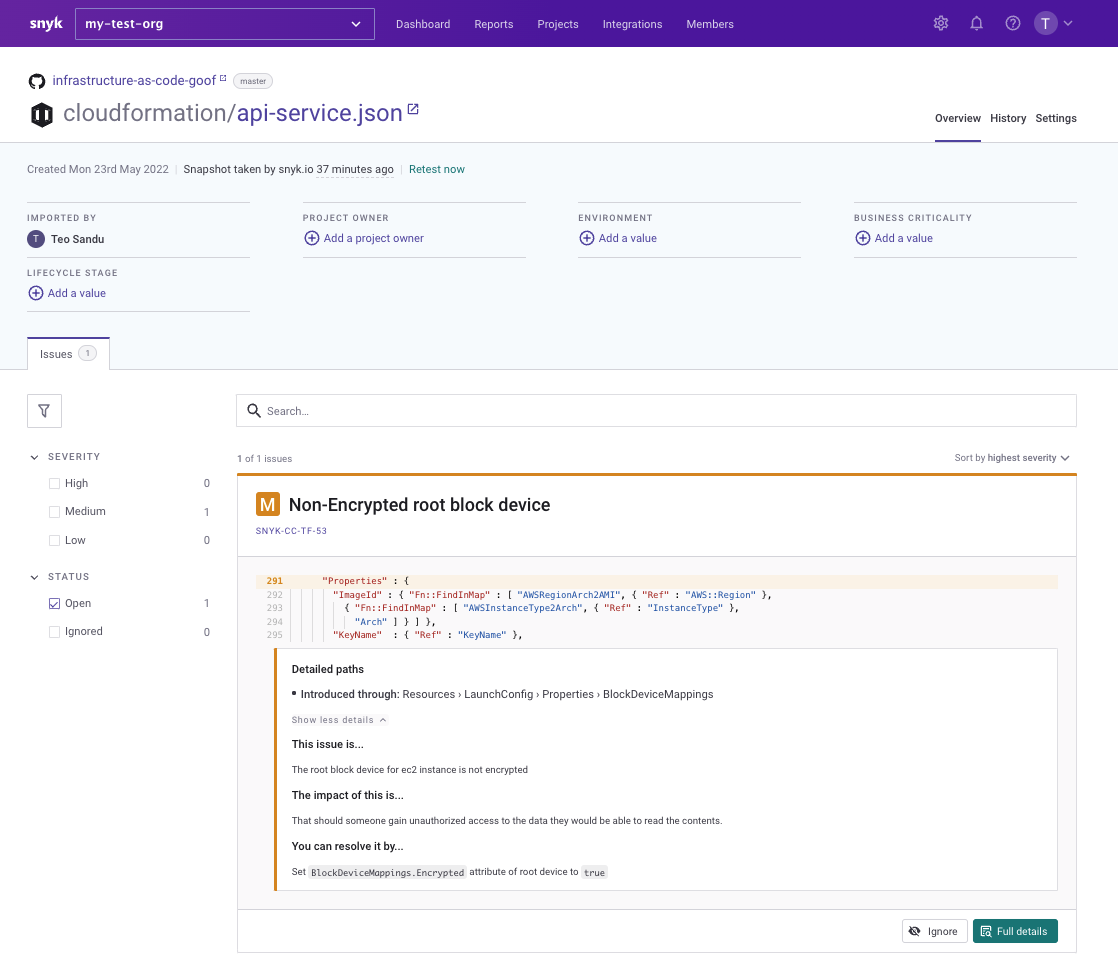 snyk my-test-org Dashboard Reports Projects Integrations Members T
infrastructure-as-code-goof master
cloudformation/api-service.json
Overview History Settings
Created Mon 23rd May 2022 | Snapshot taken by snyk.io 37 minutes ago | Retest now
IMPORTED BY PROJECT OWNER ENVIRONMENT BUSINESS CRITICALITY
T Teo Sandu Add a project owner Add a value Add a value
LIFECYCLE STAGE
Add a value
Issues 1
Search...
SEVERITY
High 0
Medium 1
Low 0
STATUS
Open 1
Ignored 0
1 of 1 issues Sort by highest severity
M Non-Encrypted root block device
SNYK-CC-TF-53
291 "Properties" : {
292 "ImageId" : { "Fn::FindInMap" : [ "AWSRegionArch2AMI", { "Ref" : "AWS::Region" },
293 { "Fn::FindInMap" : [ "AWSInstanceType2Arch", { "Ref" : "InstanceType" },
294 "Arch" ] } ] },
295 "KeyName" : { "Ref" : "KeyName" },
Detailed paths
• Introduced through: Resources › LaunchConfig › Properties › BlockDeviceMappings
Show less details
This issue is...
The root block device for ec2 instance is not encrypted
The impact of this is...
That should someone gain unauthorized access to the data they would be able to read the contents.
You can resolve it by...
Set BlockDeviceMappings.Encrypted attribute of root device to true
Ignore Full details